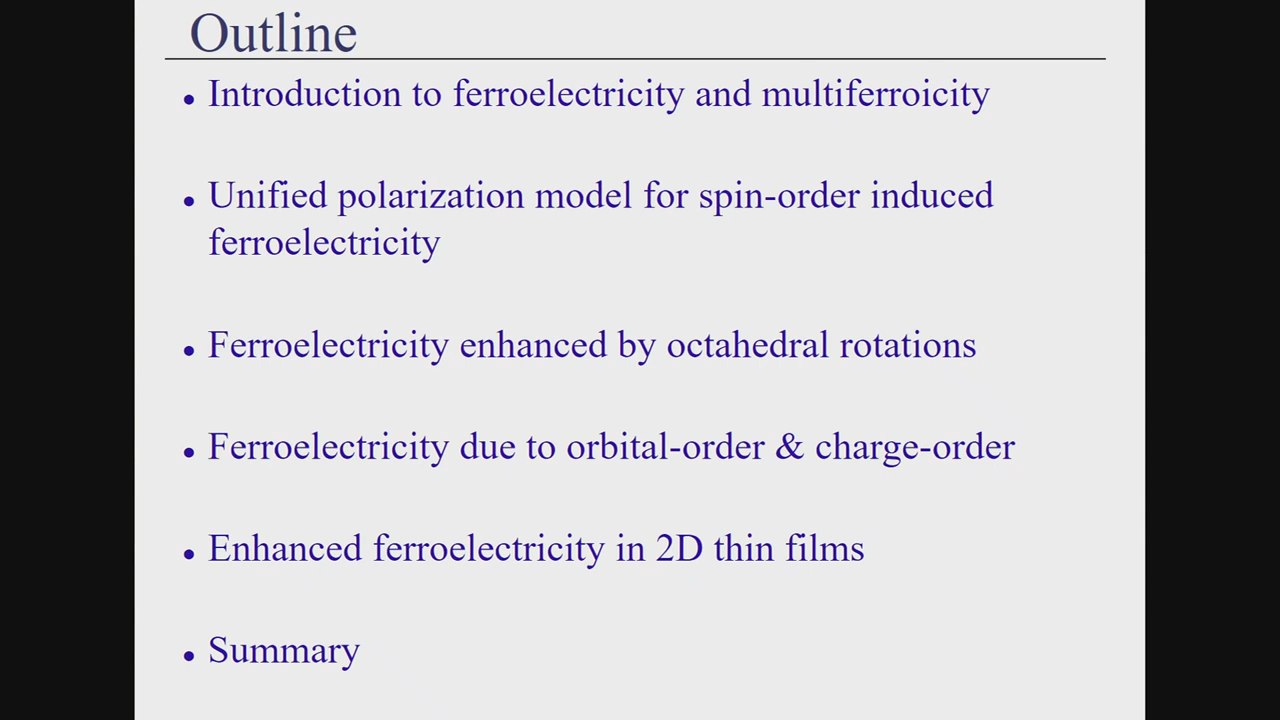 Outline
• Introduction to ferroelectricity and multiferroicity
• Unified polarization model for spin-order induced
ferroelectricity
• Ferroelectricity enhanced by octahedral rotations
• Ferroelectricity due to orbital-order & charge-order
• Enhanced ferroelectricity in 2D thin films
• Summary